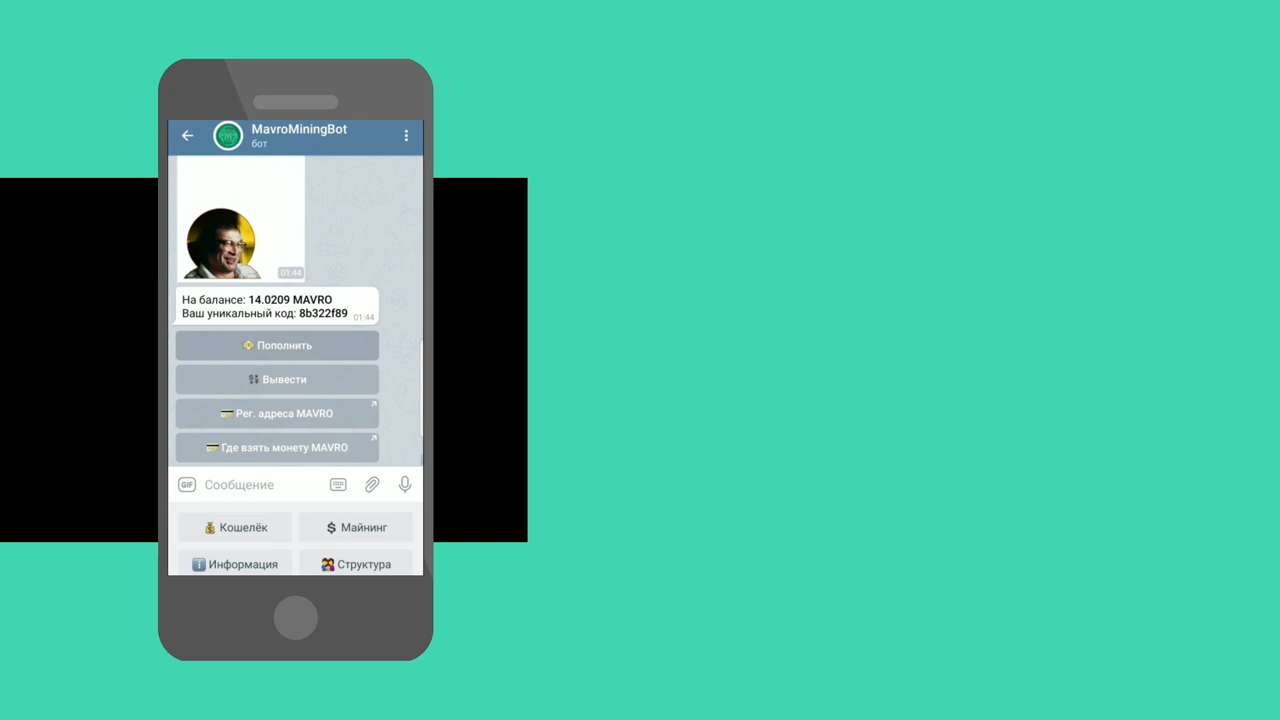 MavroMiningBot
бот
01:44
На балансе: 14.0209 MAVRO
Ваш уникальный код: 8b322f89 01:44
Пополнить
Вывести
Рег. адреса MAVRO
Где взять монету MAVRO
GIF Сообщение
Кошелёк $ Майнинг
Информация Структура